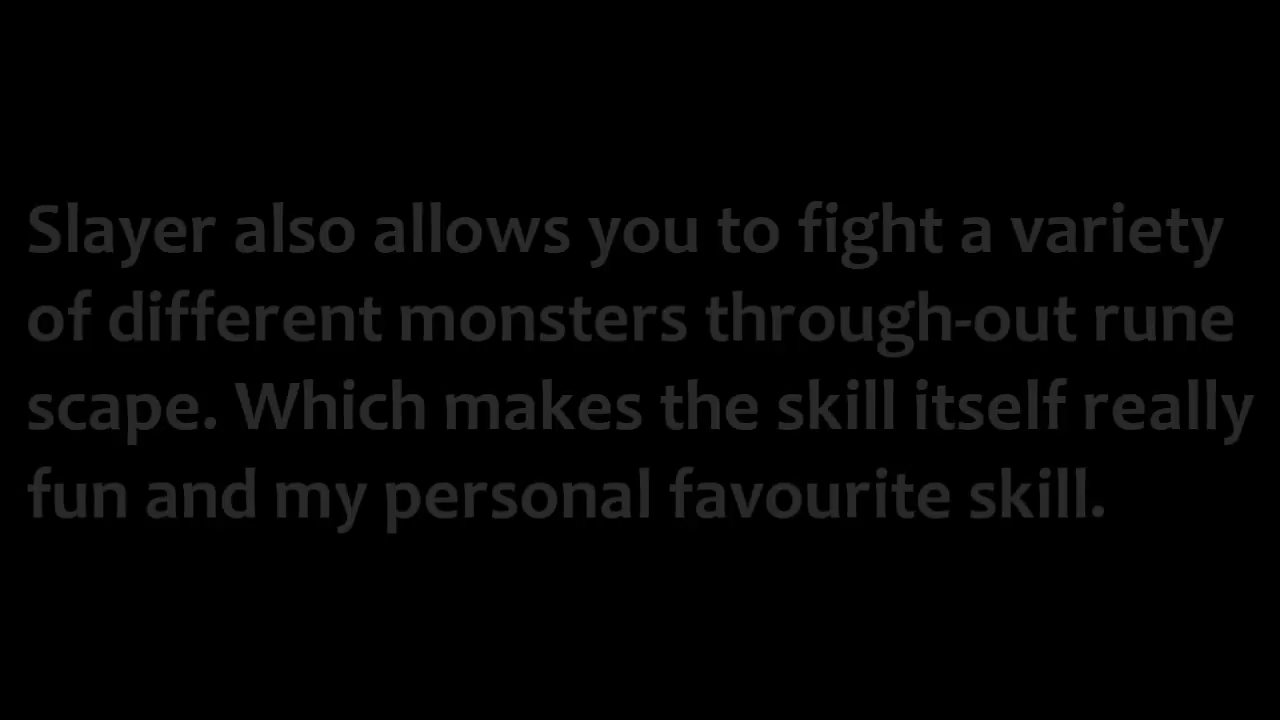 Slayer also allows you to fight a variety
of different monsters through-out rune
scape. Which makes the skill itself really
fun and my personal favourite skill.